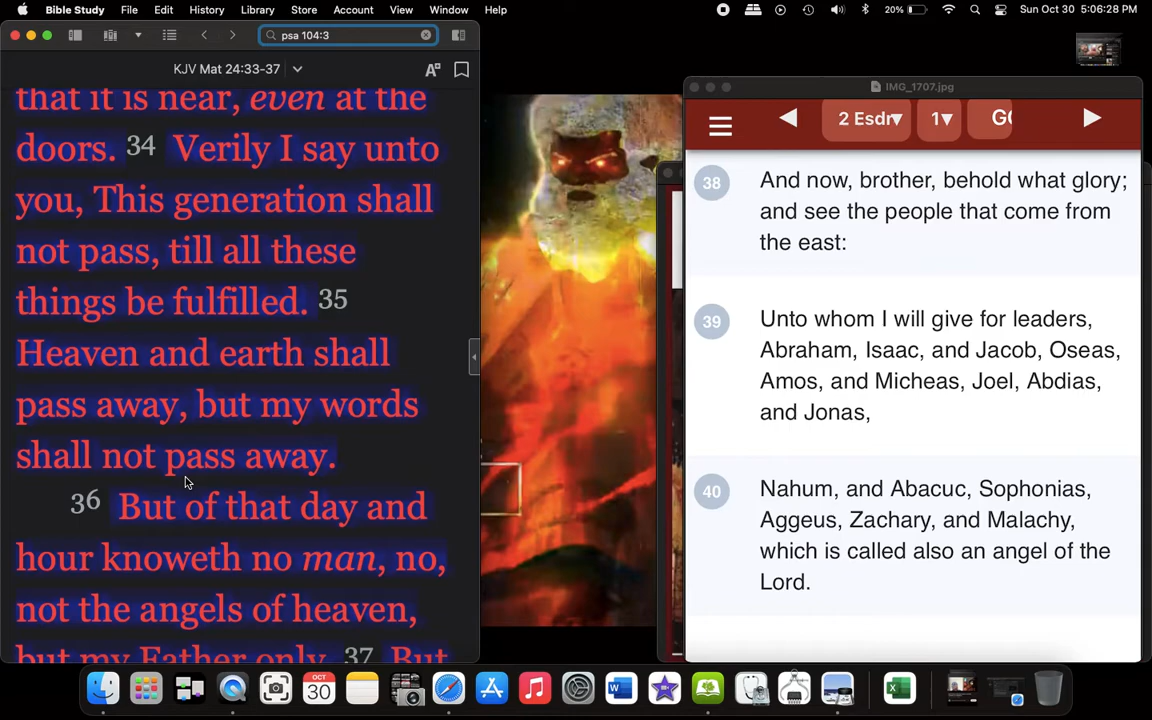 Bible Study File Edit History Library Store Account View Window Help
20% Sun Oct 30 5:06:28 PM
psa 104:3
KJV Mat 24:33-37
that it is near, even at the
doors. 34 Verily I say unto
you, This generation shall
not pass, till all these
things be fulfilled. 35
Heaven and earth shall
pass away, but my words
shall not pass away.
36 But of that day and
hour knoweth no man, no,
not the angels of heaven,
but my Father only. 37 But
IMG_1707.jpg
2 Esdr▾ 1▾
38 And now, brother, behold what glory;
and see the people that come from
the east:
39 Unto whom I will give for leaders,
Abraham, Isaac, and Jacob, Oseas,
Amos, and Micheas, Joel, Abdias,
and Jonas,
40 Nahum, and Abacuc, Sophonias,
Aggeus, Zachary, and Malachy,
which is called also an angel of the
Lord.
OCT
30